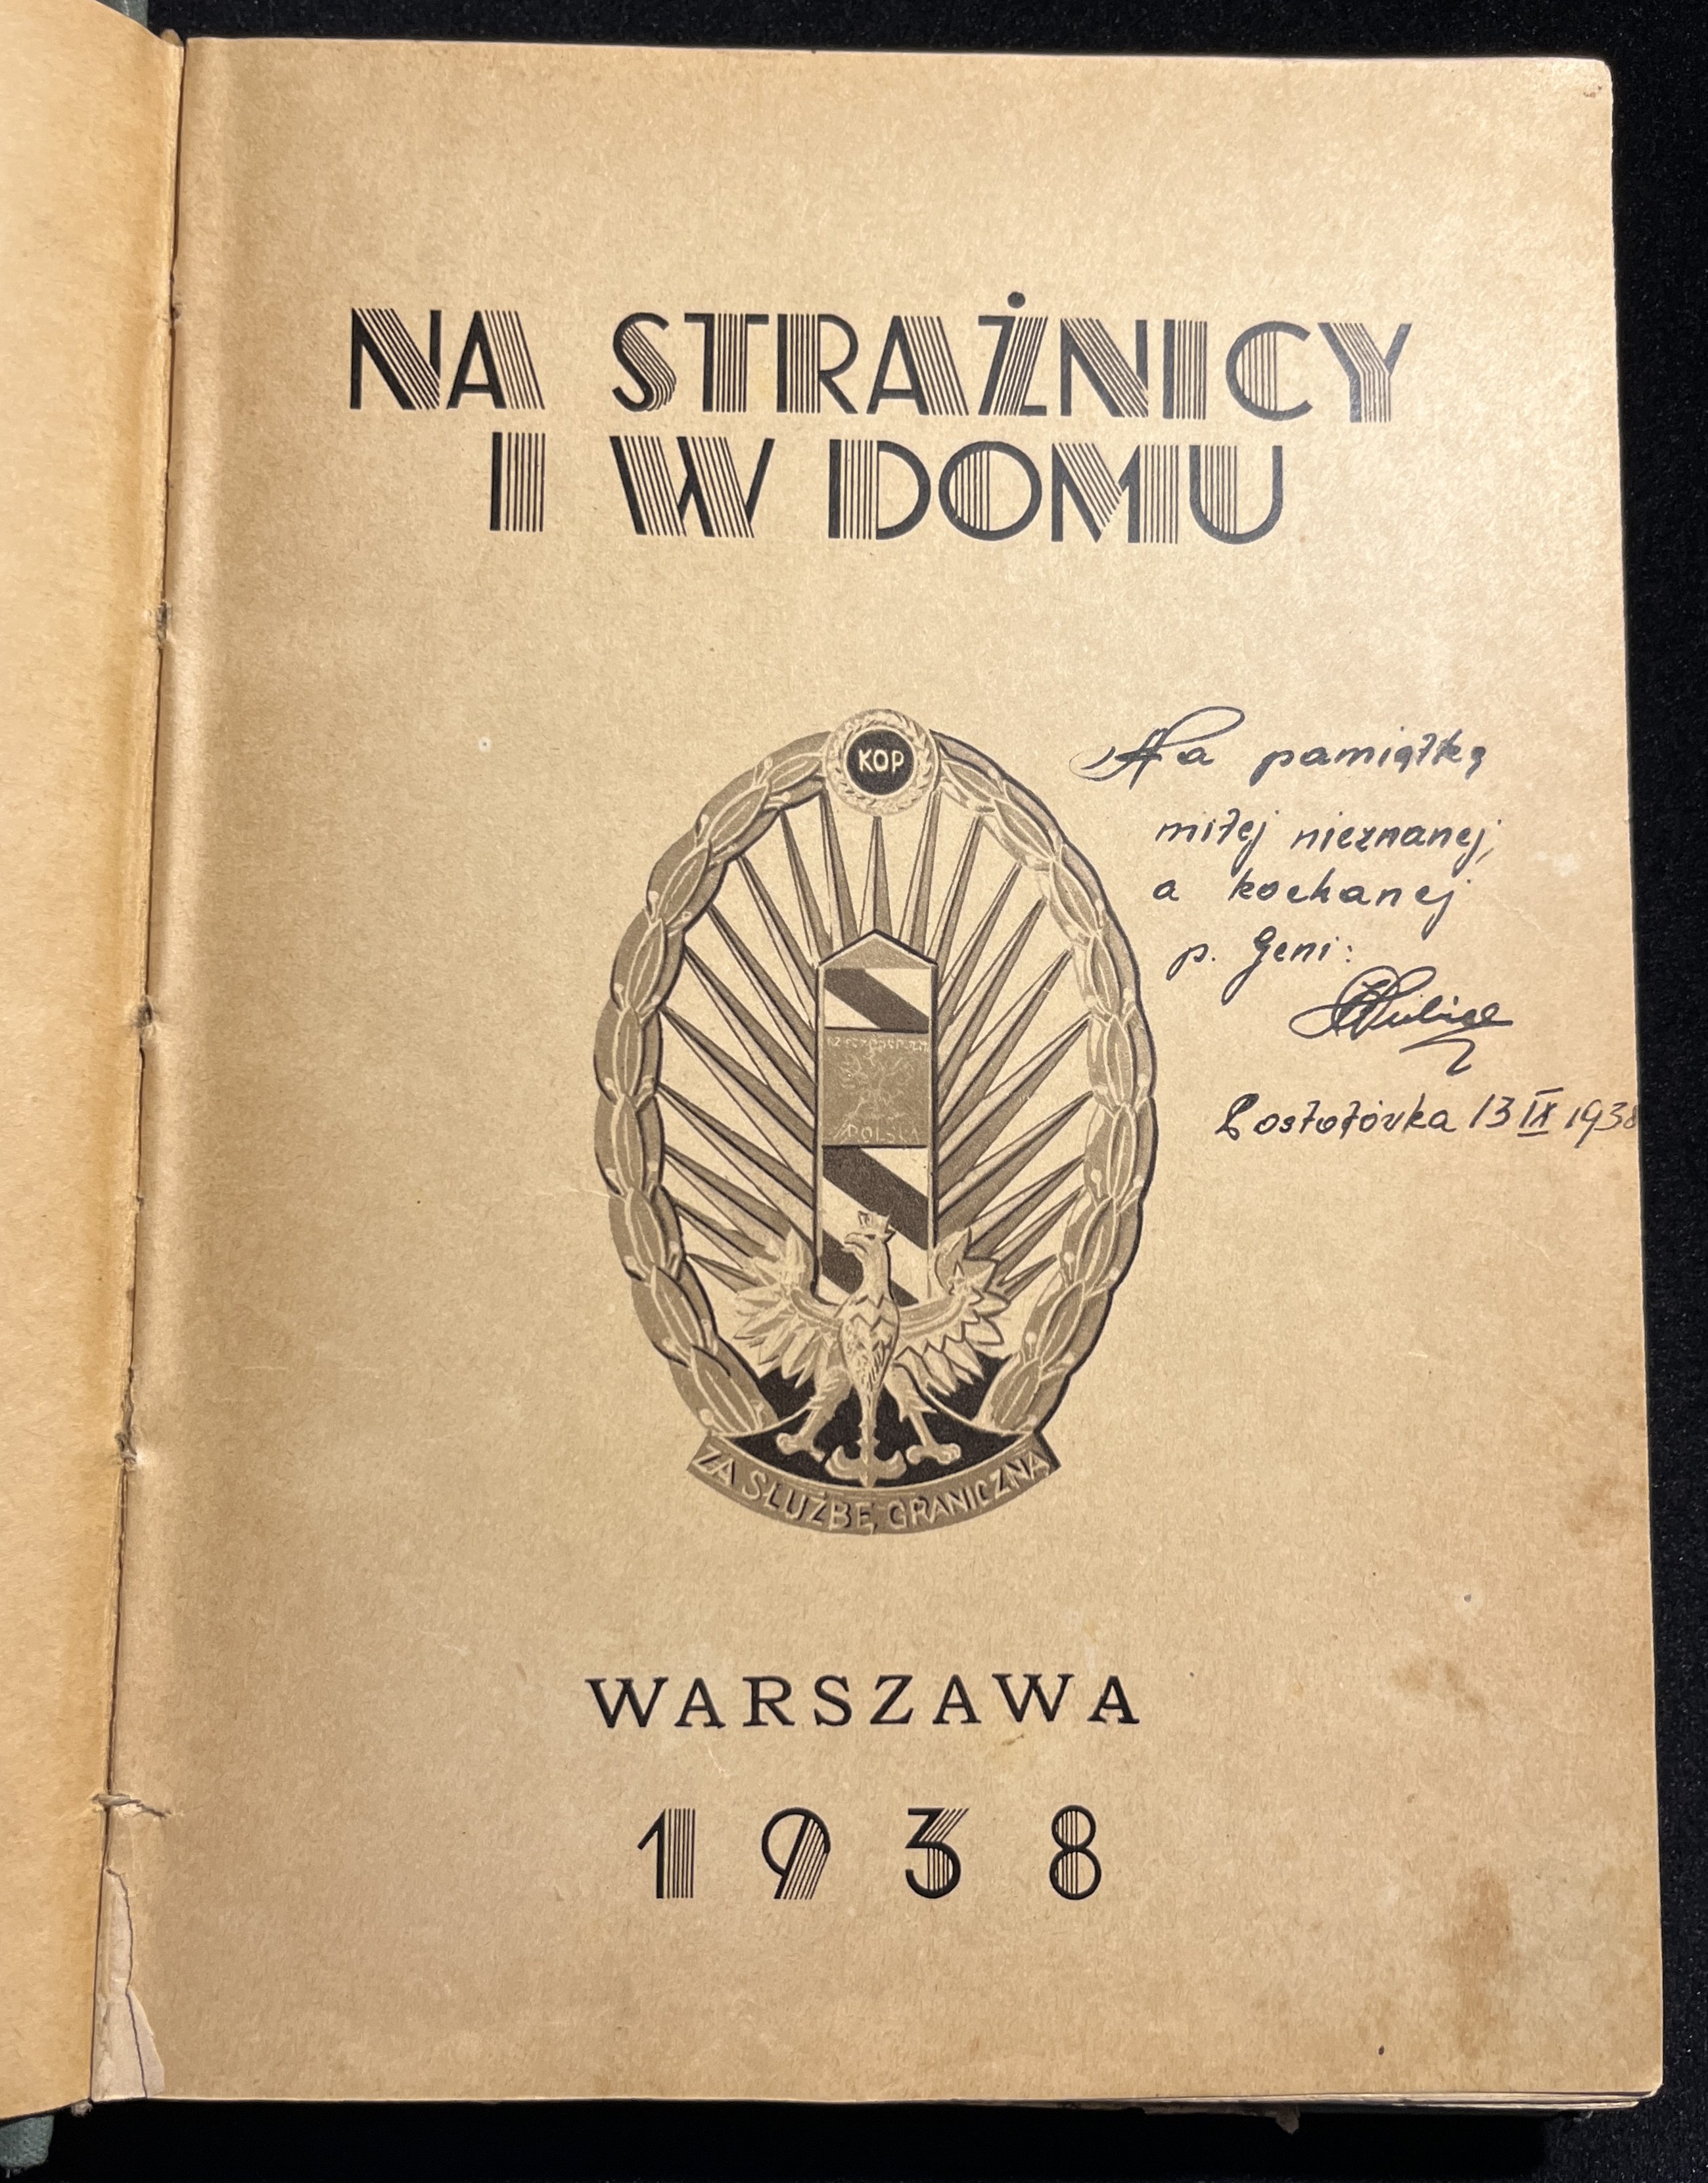 NA STRAŻNICY
I W DOMU
KOP
Na pamiątkę
miłej nieznanej,
a kochanej
p. Geni:
13 IX 1938
POLSKA
ZA SŁUŻBĘ GRANICZNĄ
WARSZAWA
1938